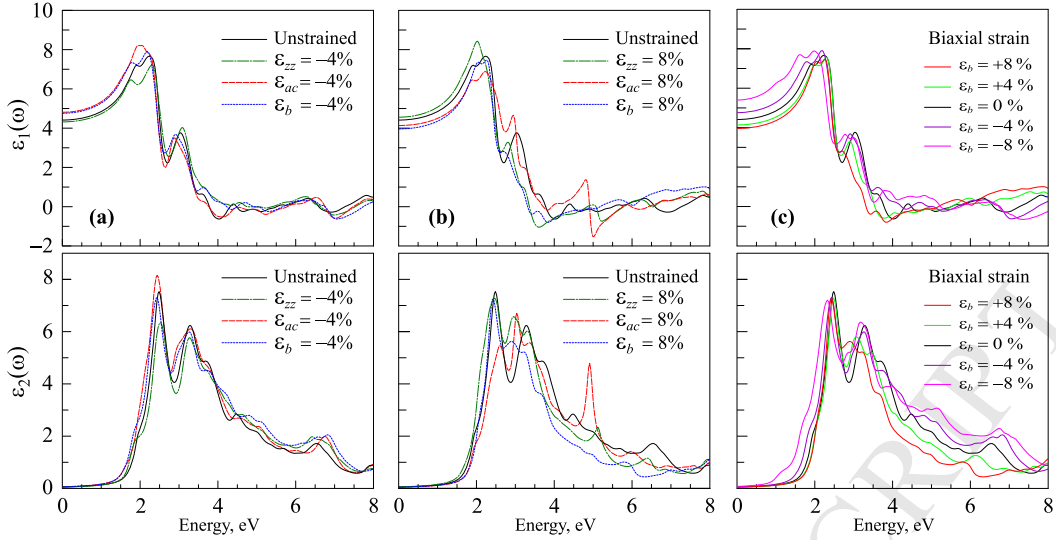 10
8
6
4
2
0
−2
ε1(ω)
Unstrained
εzz = −4%
εac = −4%
εb = −4%
(a)
Unstrained
εzz = 8%
εac = 8%
εb = 8%
(b)
Biaxial strain
εb = +8 %
εb = +4 %
εb = 0 %
εb = −4 %
εb = −8 %
(c)
8
6
4
2
0
ε2(ω)
Unstrained
εzz = −4%
εac = −4%
εb = −4%
Unstrained
εzz = 8%
εac = 8%
εb = 8%
Biaxial strain
εb = +8 %
εb = +4 %
εb = 0 %
εb = −4 %
εb = −8 %
0 2 4 6 8 0 2 4 6 8 0 2 4 6 8
Energy, eV Energy, eV Energy, eV
CRIPT